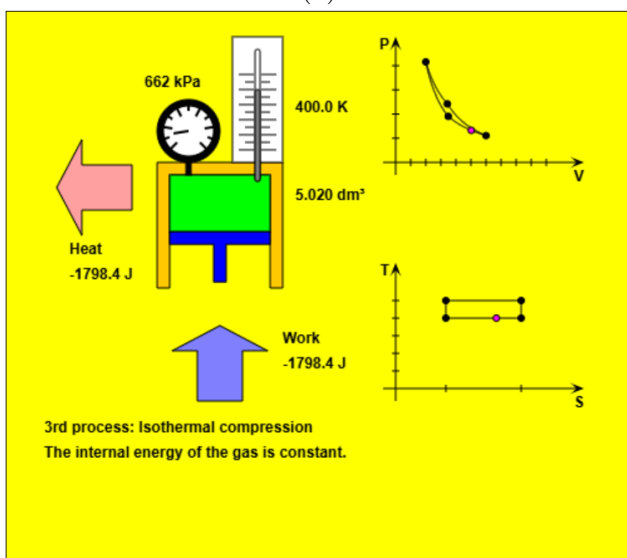 662 kPa
400.0 K
5.020 dm³
Heat
-1798.4 J
Work
-1798.4 J
3rd process: Isothermal compression
The internal energy of the gas is constant.
P
V
T
S